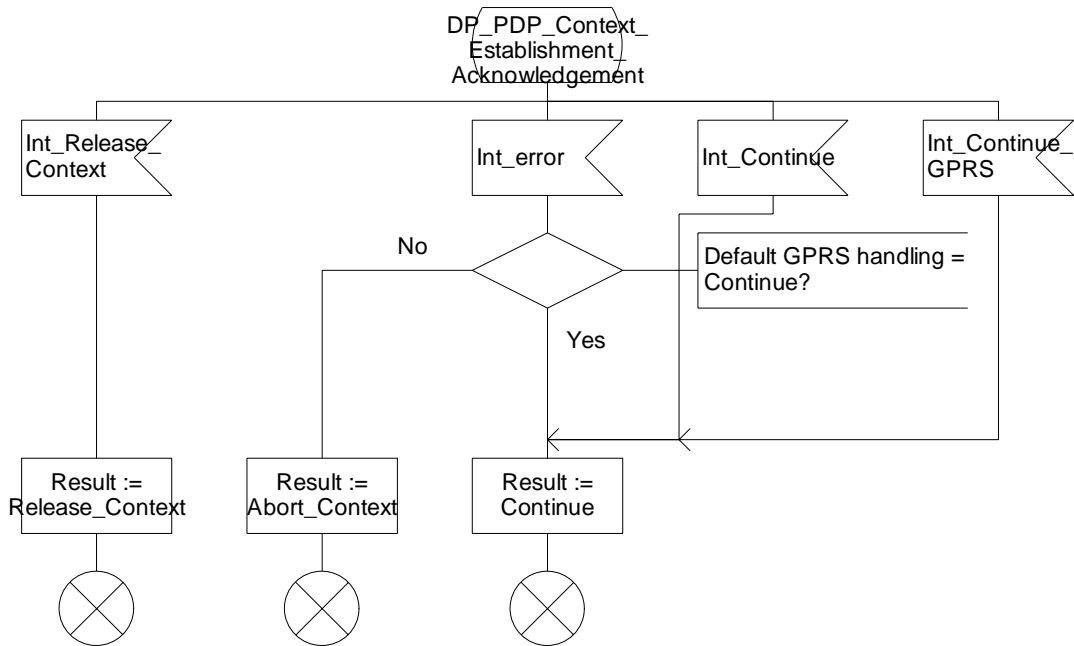 DP_PDP_Context_
Establishment_
Acknowledgement
Int_Release_
Context
Int_error
Int_Continue
Int_Continue_
GPRS
No
Default GPRS handling =
Continue?
Yes
Result :=
Release_Context
Result :=
Abort_Context
Result :=
Continue